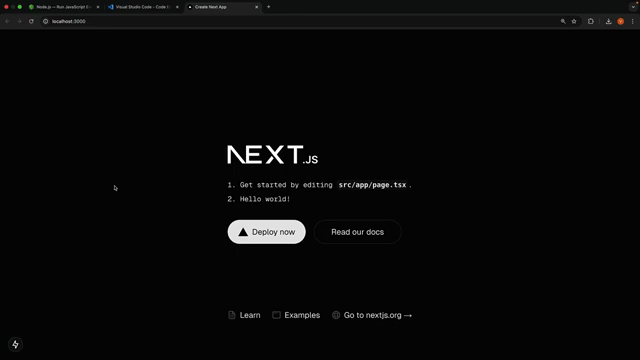 Node.js — Run JavaScript
Visual Studio Code - Code
Create Next App
localhost:3000
NEXT.JS
1. Get started by editing src/app/page.tsx.
2. Hello world!
Deploy now
Read our docs
Learn
Examples
Go to nextjs.org →